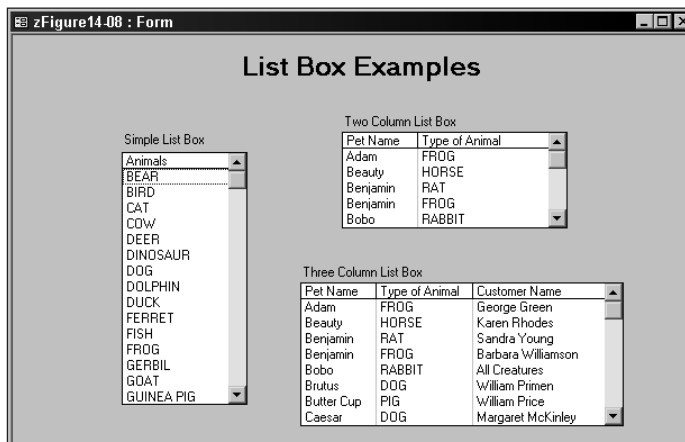 zFigure14-08 : Form
List Box Examples
Simple List Box
Animals
BEAR
BIRD
CAT
COW
DEER
DINOSAUR
DOG
DOLPHIN
DUCK
FERRET
FISH
FROG
GERBIL
GOAT
GUINEA PIG
Two Column List Box
Pet Name Type of Animal
Adam FROG
Beauty HORSE
Benjamin RAT
Benjamin FROG
Bobo RABBIT
Three Column List Box
Pet Name Type of Animal Customer Name
Adam FROG George Green
Beauty HORSE Karen Rhodes
Benjamin RAT Sandra Young
Benjamin FROG Barbara Williamson
Bobo RABBIT All Creatures
Brutus DOG William Primen
Butter Cup PIG William Price
Caesar DOG Margaret McKinley